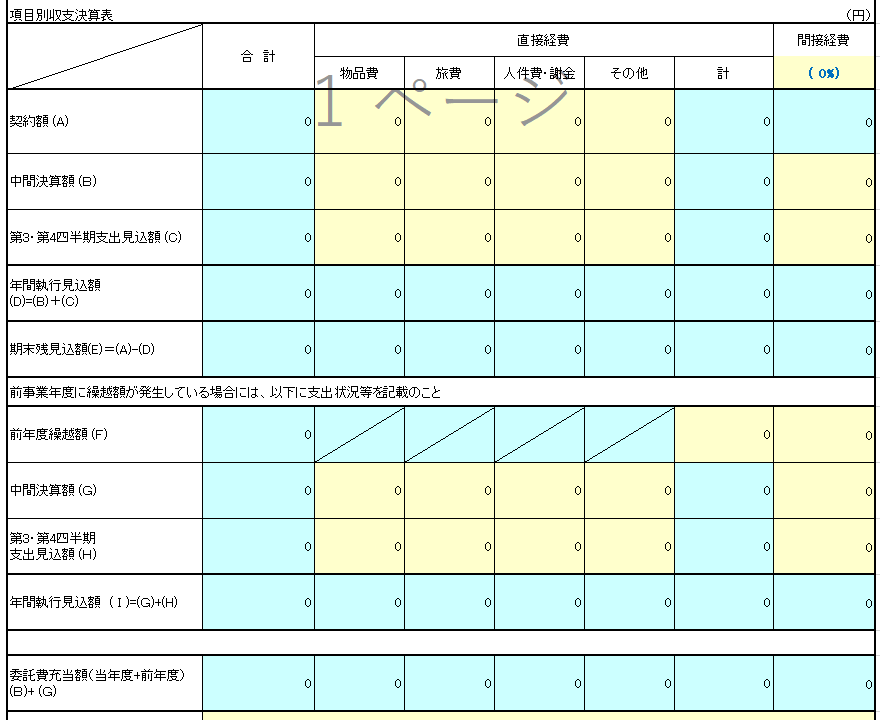 項目別収支決算表 (円)
合 計 直接経費 間接経費
物品費 旅費 人件費・謝金 その他 計 ( 0%)
1 ページ
契約額(A) 0 0 0 0 0 0 0
中間決算額(B) 0 0 0 0 0 0 0
第3・第4四半期支出見込額(C) 0 0 0 0 0 0 0
年間執行見込額
(D)=(B)+(C) 0 0 0 0 0 0 0
期末残見込額(E)=(A)-(D) 0 0 0 0 0 0 0
前事業年度に繰越額が発生している場合には、以下に支出状況等を記載のこと
前年度繰越額(F) 0 0 0
中間決算額(G) 0 0 0 0 0 0 0
第3・第4四半期
支出見込額(H) 0 0 0 0 0 0 0
年間執行見込額 (I)=(G)+(H) 0 0 0 0 0 0 0
委託費充当額(当年度+前年度)
(B)+(G) 0 0 0 0 0 0 0